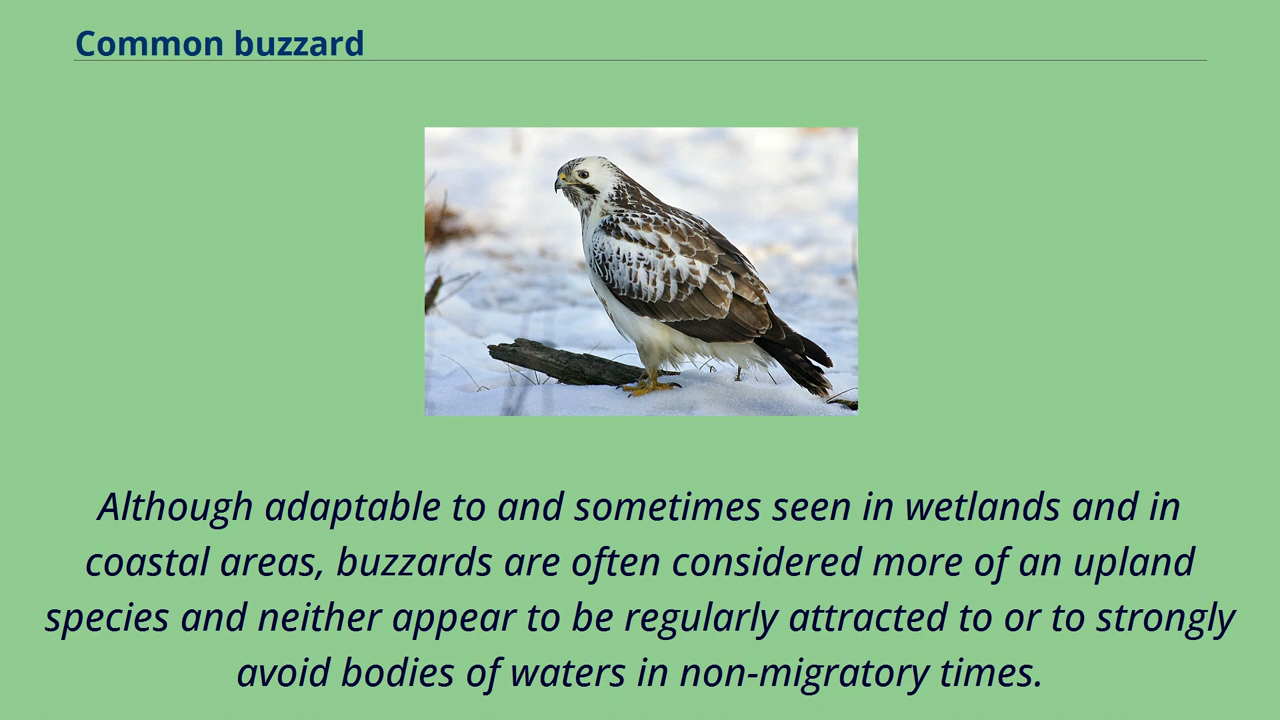 Common buzzard
Although adaptable to and sometimes seen in wetlands and in
coastal areas, buzzards are often considered more of an upland
species and neither appear to be regularly attracted to or to strongly
avoid bodies of waters in non-migratory times.